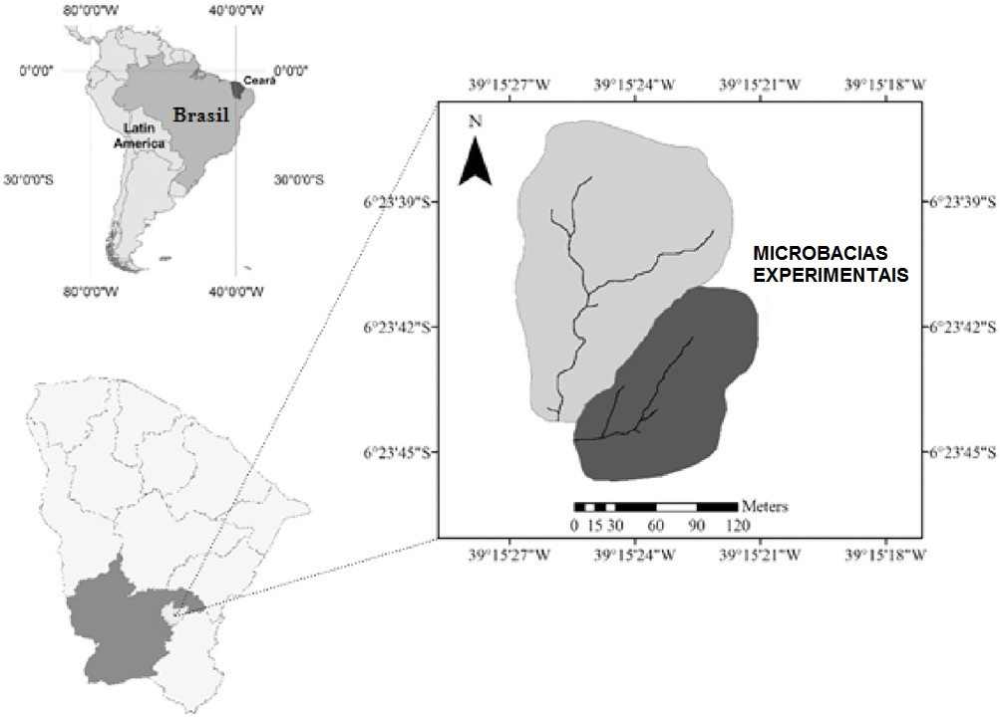 80°0'0"W 40°0'0"W
0°0'0" 0°0'0"
Ceará
Brasil
Latin
America
30°0'0"S 30°0'0"S
80°0'0"W 40°0'0"W
39°15'27"W 39°15'24"W 39°15'21"W 39°15'18"W
N
6°23'39"S 6°23'39"S
MICROBACIAS
EXPERIMENTAIS
6°23'42"S 6°23'42"S
6°23'45"S 6°23'45"S
Meters
0 15 30 60 90 120
39°15'27"W 39°15'24"W 39°15'21"W 39°15'18"W